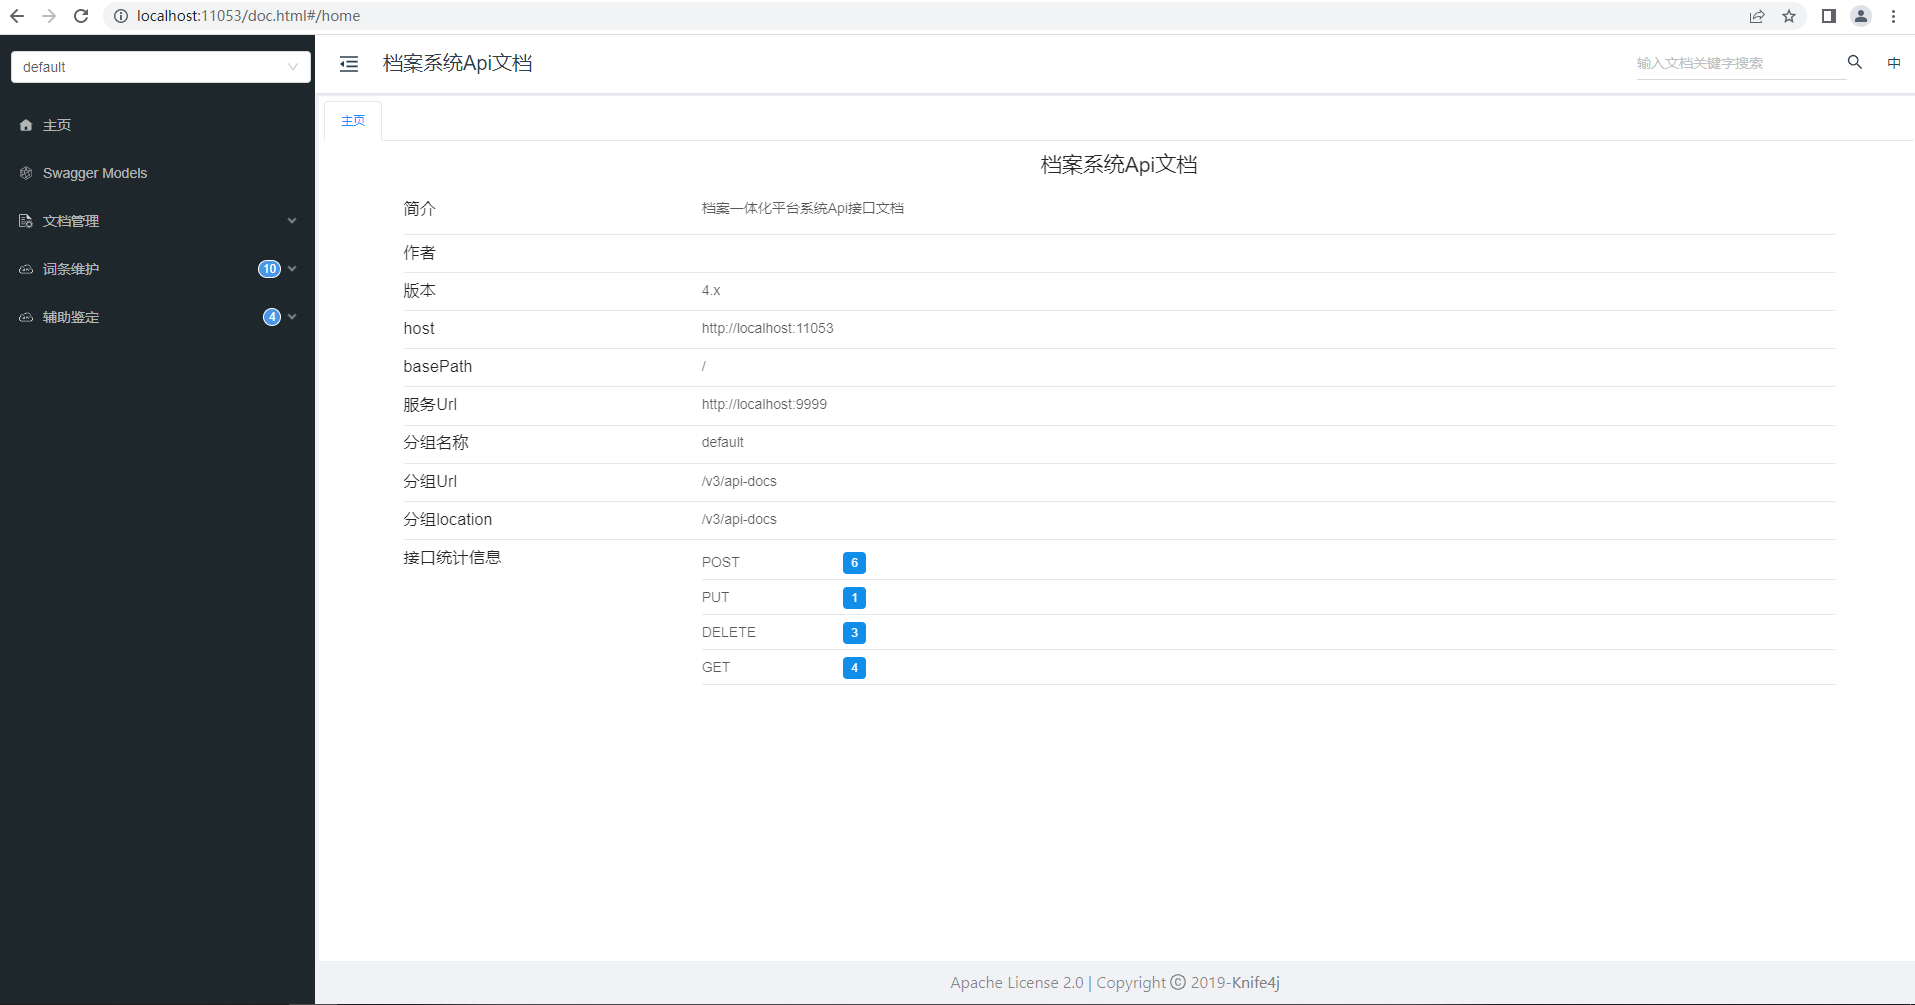 localhost:11053/doc.html#/home
default
档案系统Api文档
输入文档关键字搜索
中
主页
Swagger Models
文档管理
词条维护 10
辅助鉴定 4
主页
档案系统Api文档
简介 档案一体化平台系统Api接口文档
作者
版本 4.x
host http://localhost:11053
basePath /
服务Url http://localhost:9999
分组名称 default
分组Url /v3/api-docs
分组location /v3/api-docs
接口统计信息
POST 6
PUT 1
DELETE 3
GET 4
Apache License 2.0 | Copyright © 2019-Knife4j